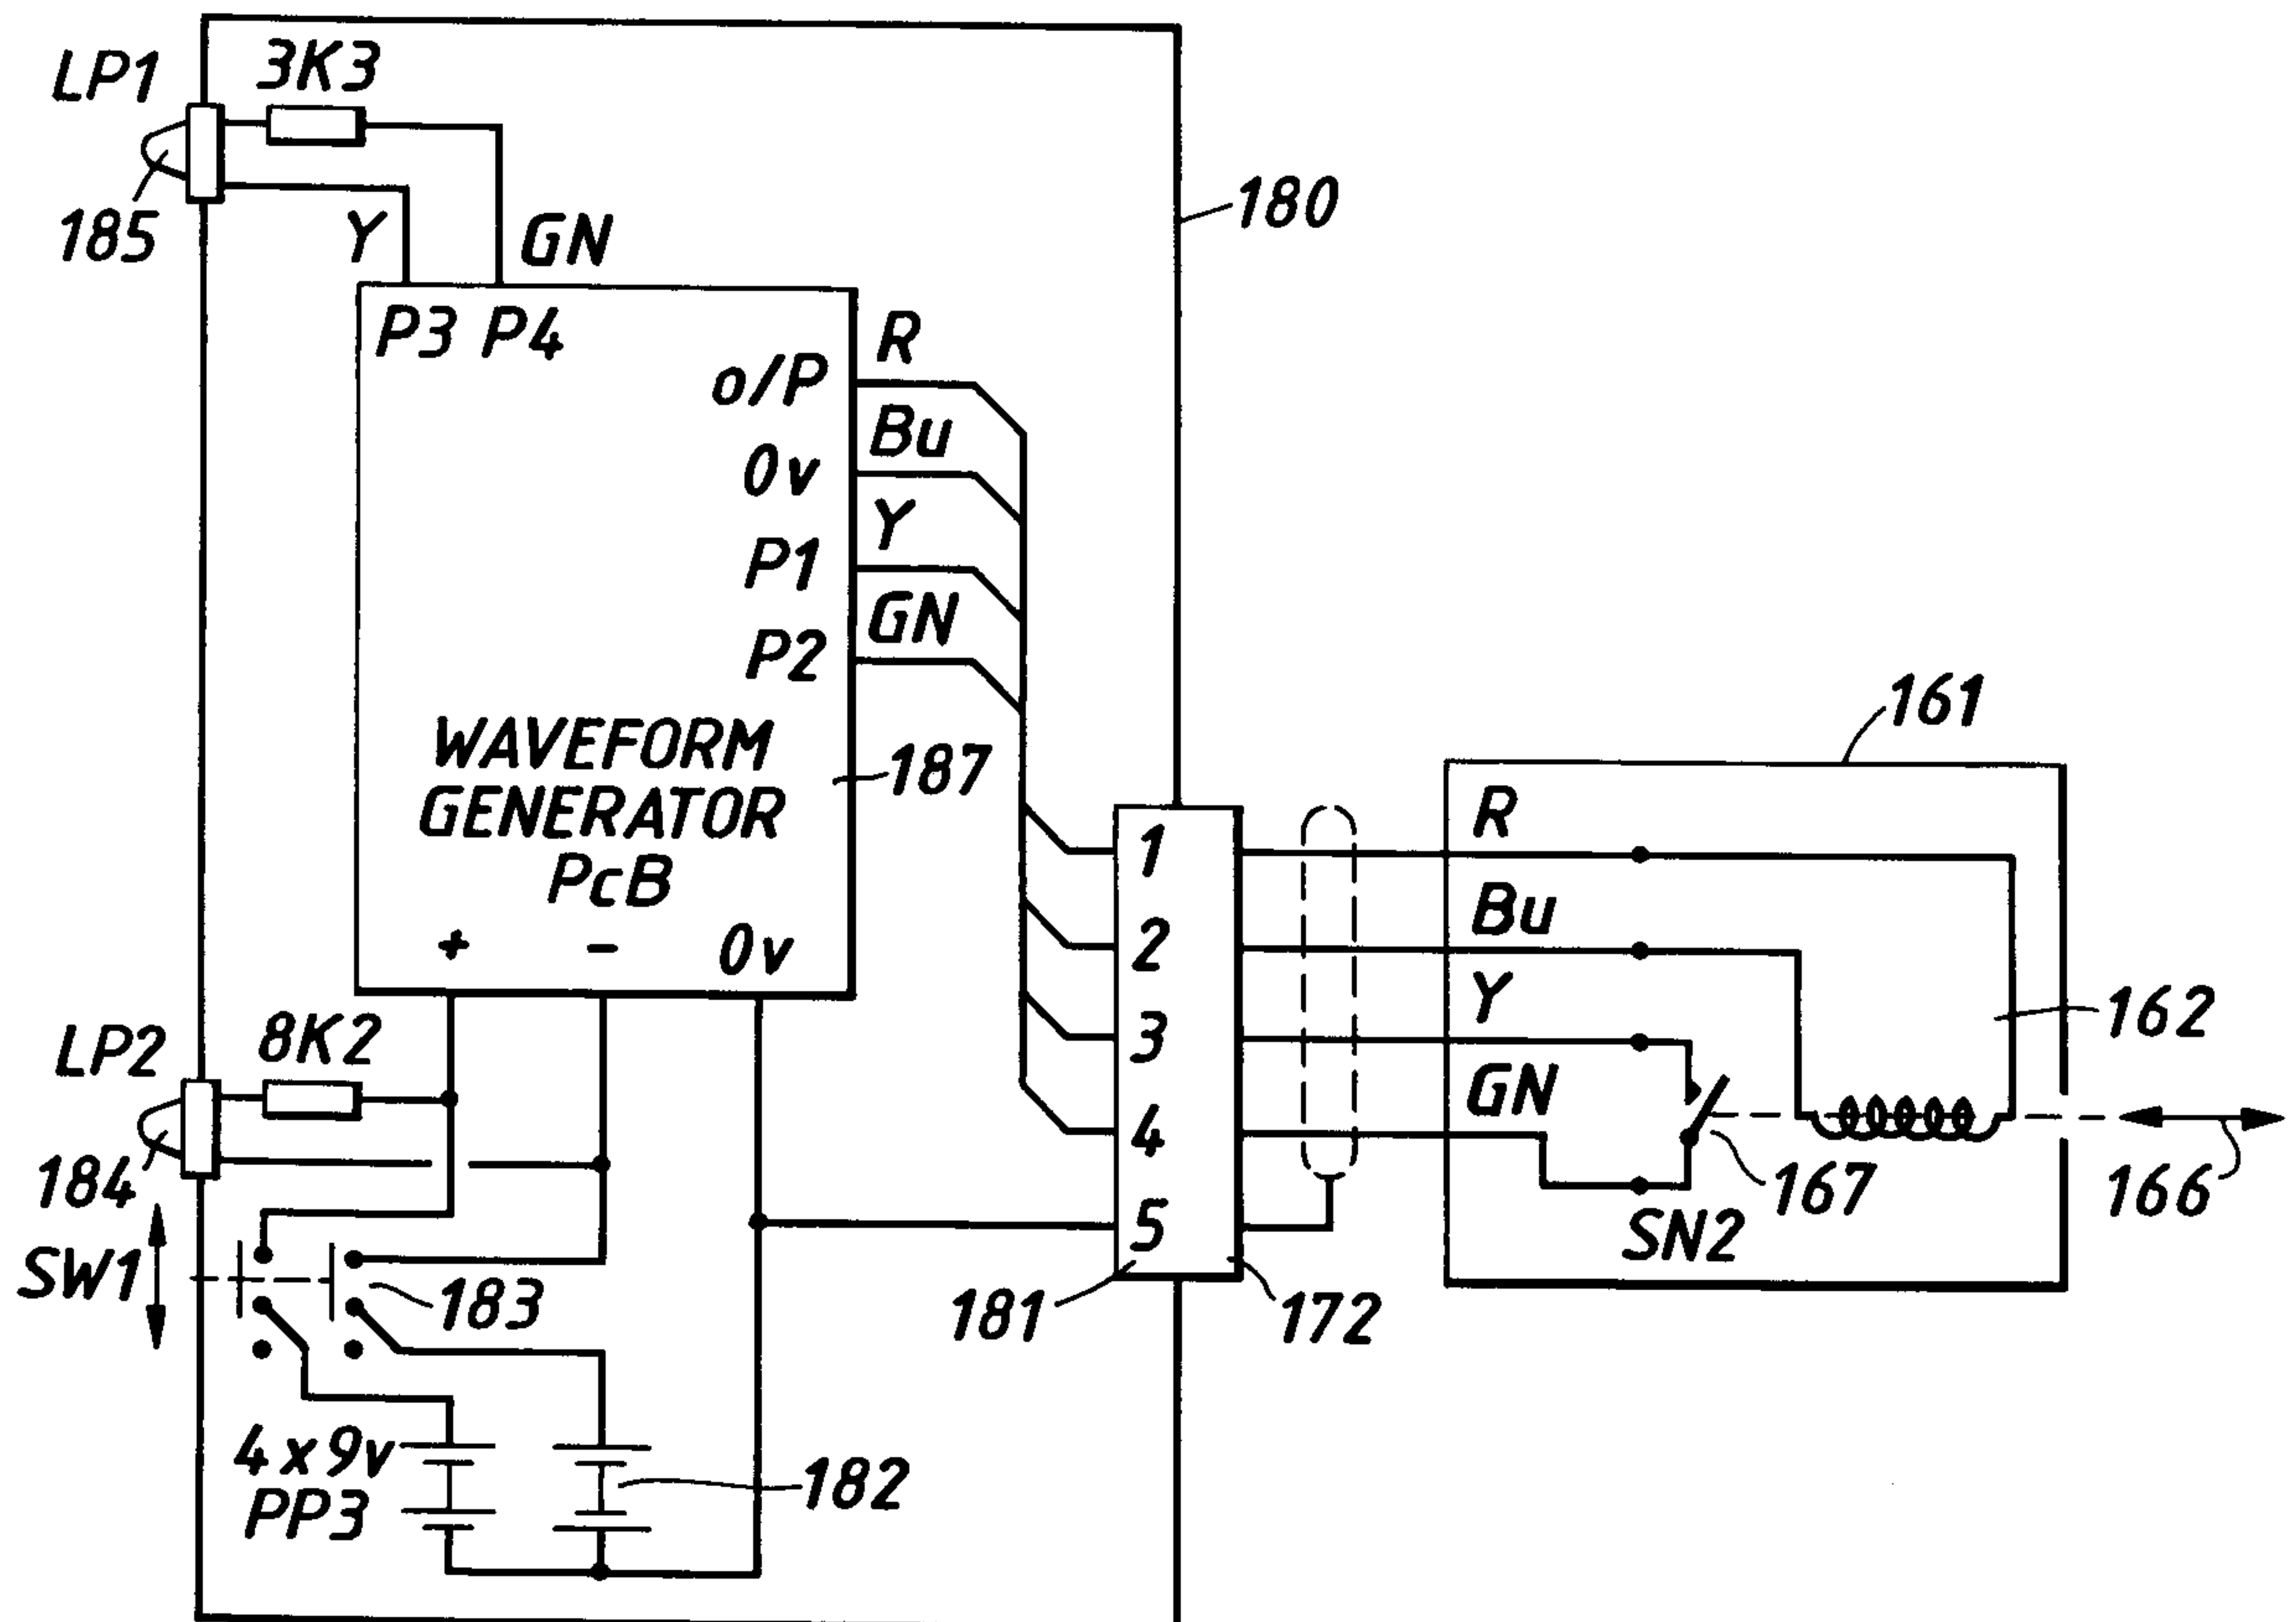 LP1
3K3
185
Y
GN
180
P3 P4
o/P
R
0v
Bu
P1
Y
P2
GN
WAVEFORM
GENERATOR
PcB
187
+
-
0v
161
1
R
2
Bu
3
Y
4
GN
5
162
167
166
SN2
181
172
LP2
8K2
184
SW1
183
4x9v
PP3
182